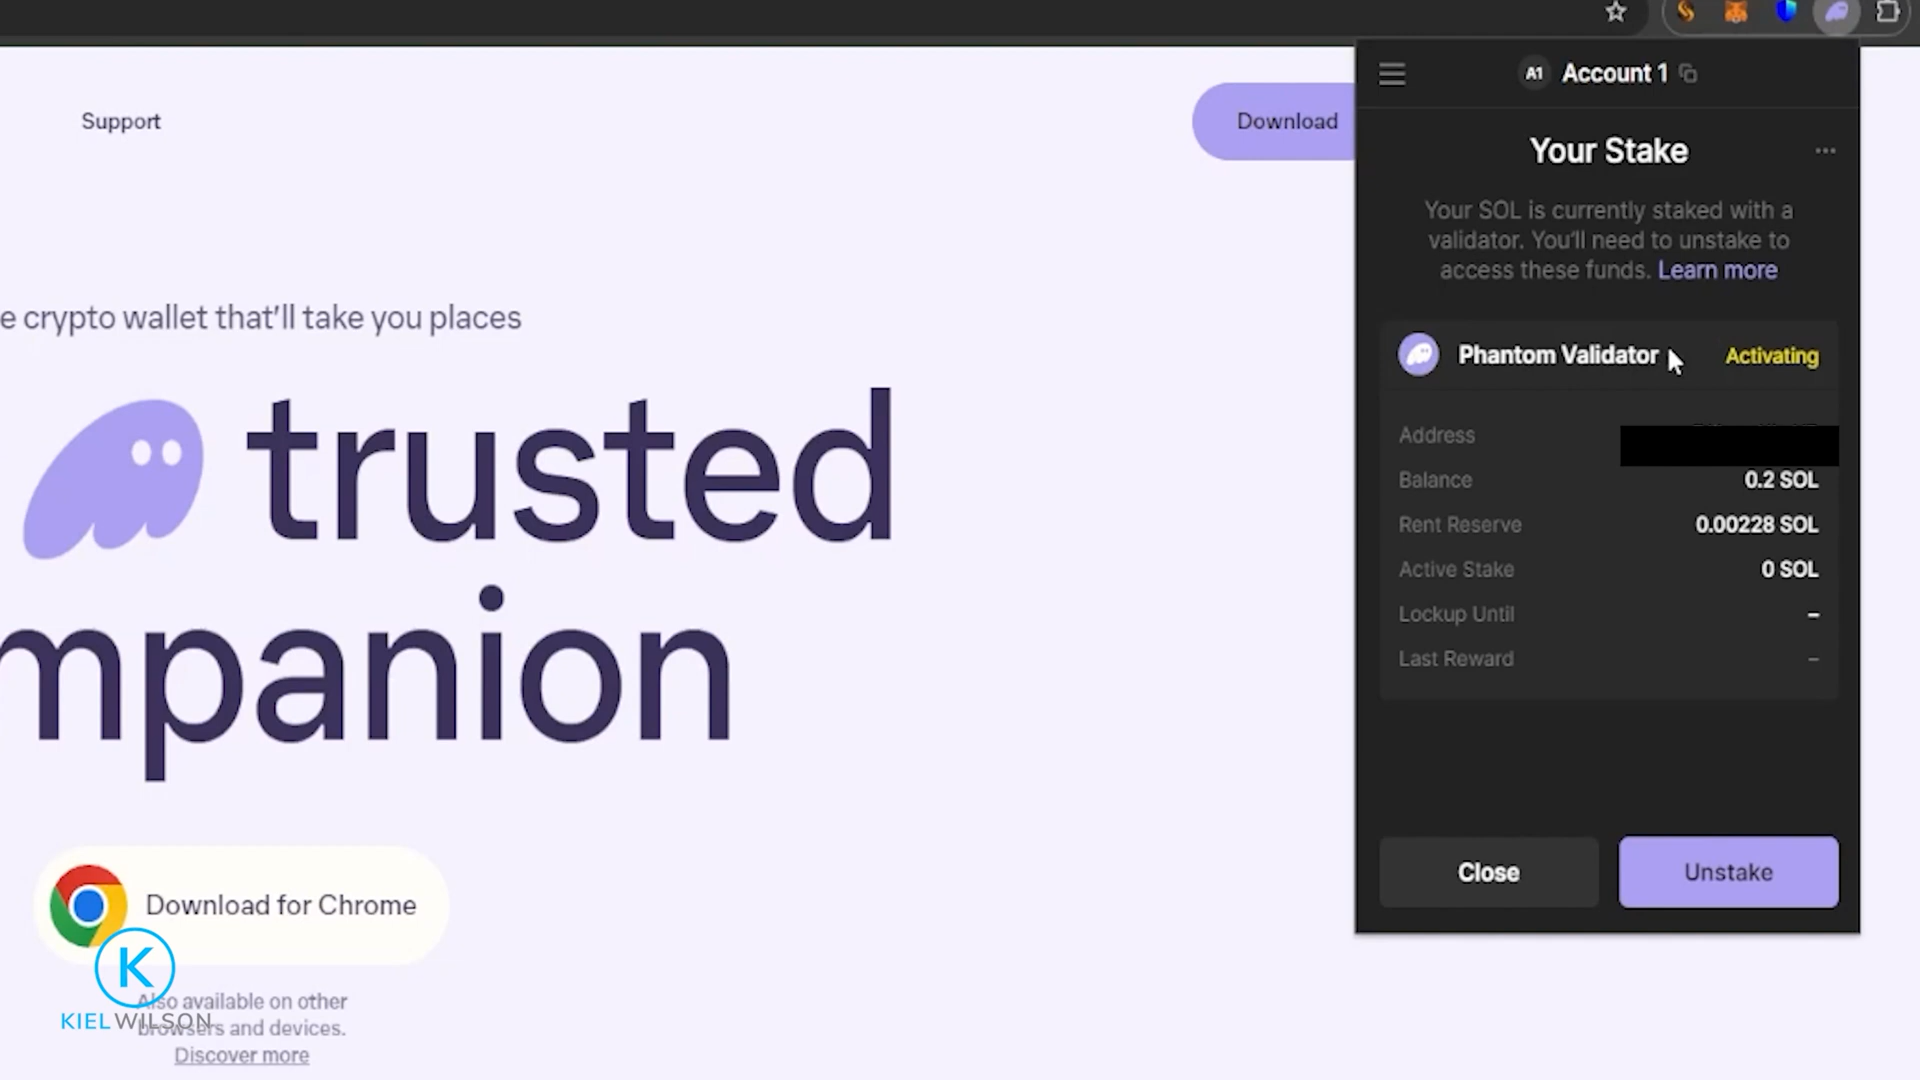 Support
Download
e crypto wallet that'll take you places
trusted
mpanion
Download for Chrome
Also available on other
browsers and devices.
Discover more
K
KIELWILSON
A1 Account 1
Your Stake
Your SOL is currently staked with a
validator. You'll need to unstake to
access these funds. Learn more
Phantom Validator Activating
Address
Balance 0.2 SOL
Rent Reserve 0.00228 SOL
Active Stake 0 SOL
Lockup Until –
Last Reward –
Close Unstake